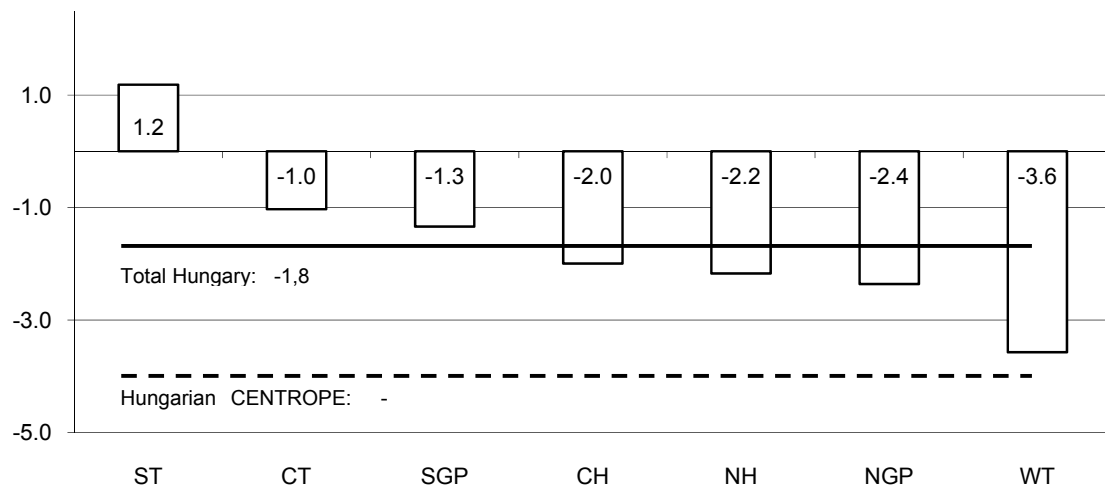 1.0
1.2
-1.0 -1.3 -2.0 -2.2 -2.4 -3.6
-1.0
Total Hungary: -1,8
-3.0
Hungarian CENTROPE: -
-5.0
ST CT SGP CH NH NGP WT